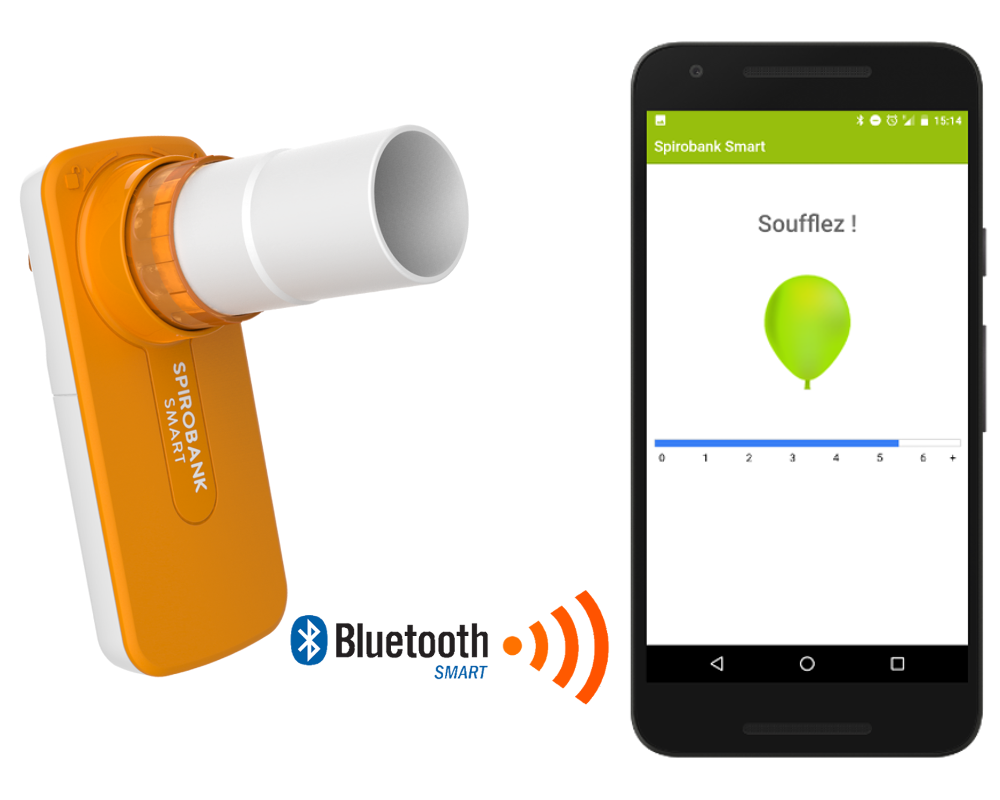 SPIROBANK
SMART
Bluetooth
SMART
15:14
Spirobank Smart
Soufflez !
0 1 2 3 4 5 6 +